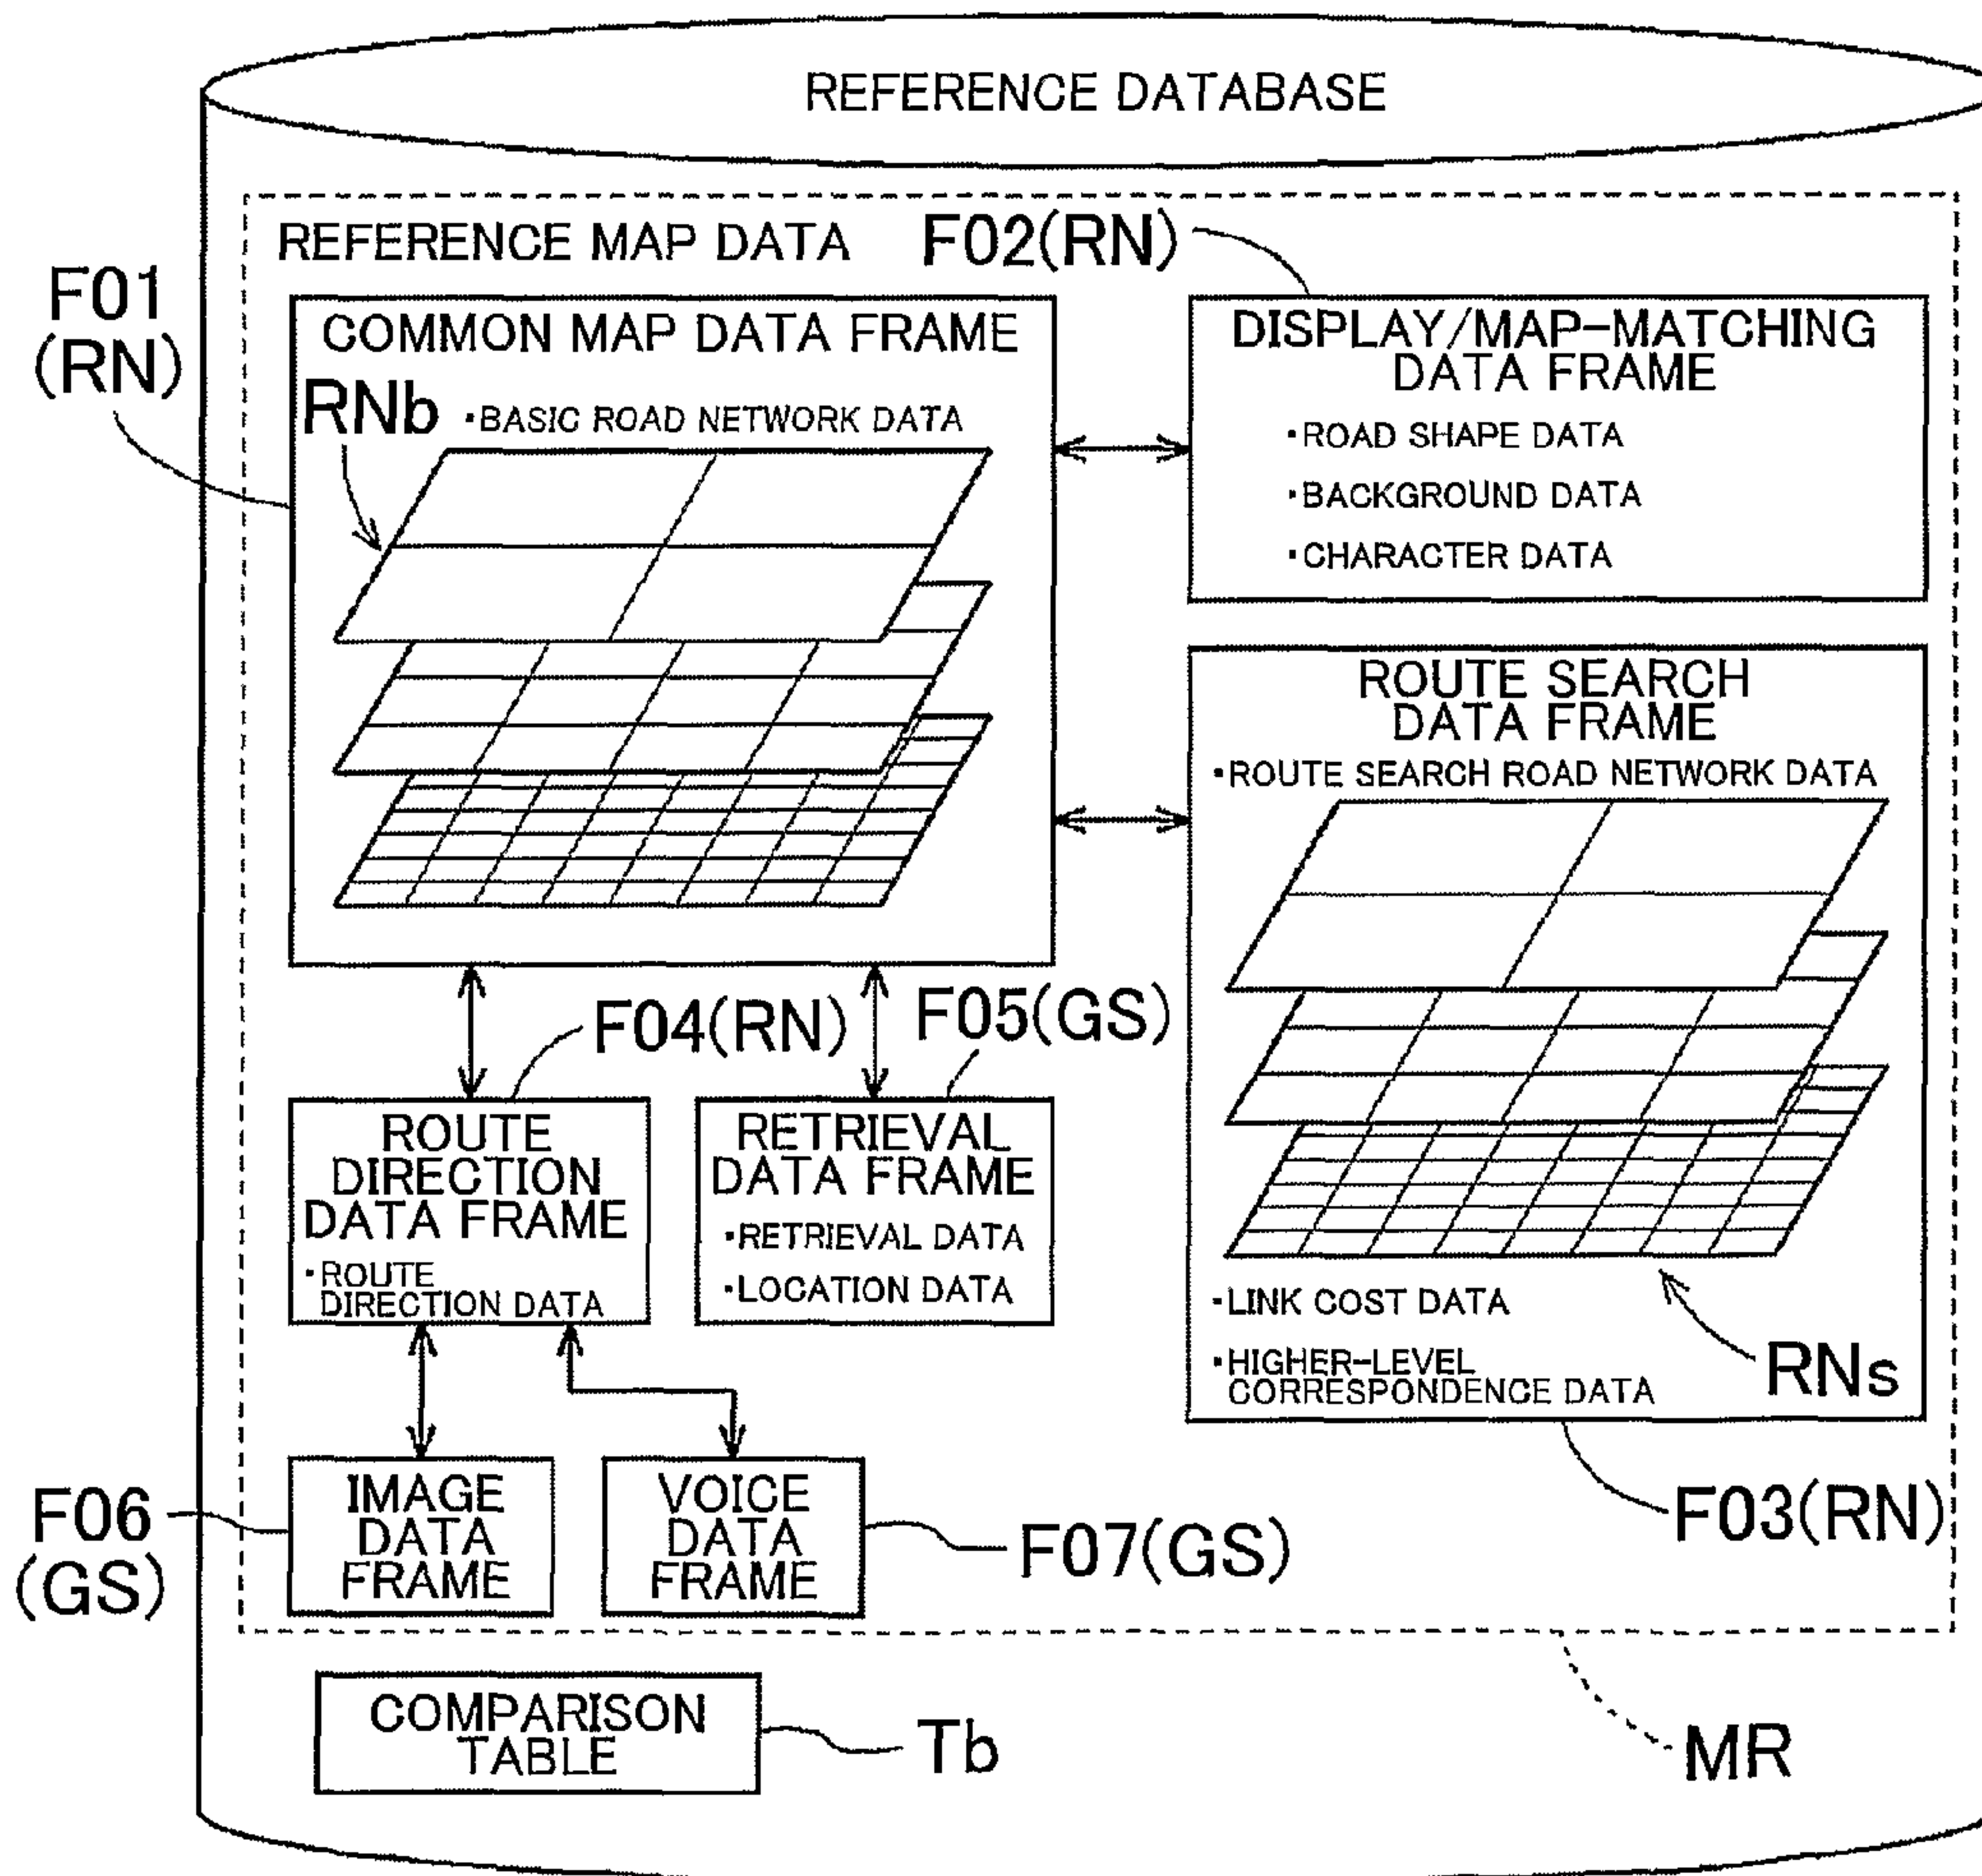 REFERENCE DATABASE
REFERENCE MAP DATA
F02(RN)
F01
(RN)
COMMON MAP DATA FRAME
RNb
·BASIC ROAD NETWORK DATA
DISPLAY/MAP-MATCHING
DATA FRAME
·ROAD SHAPE DATA
·BACKGROUND DATA
·CHARACTER DATA
ROUTE SEARCH
DATA FRAME
·ROUTE SEARCH ROAD NETWORK DATA
·LINK COST DATA
·HIGHER-LEVEL
CORRESPONDENCE DATA
RNs
F03(RN)
F04(RN)
F05(GS)
ROUTE
DIRECTION
DATA FRAME
·ROUTE
DIRECTION DATA
RETRIEVAL
DATA FRAME
·RETRIEVAL DATA
·LOCATION DATA
F06
(GS)
IMAGE
DATA
FRAME
VOICE
DATA
FRAME
F07(GS)
COMPARISON
TABLE
Tb
MR